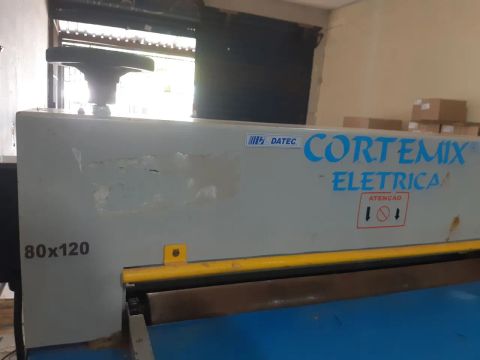 DATEC
CORTEMIX
ELETRICA
ATENÇÃO
80x120